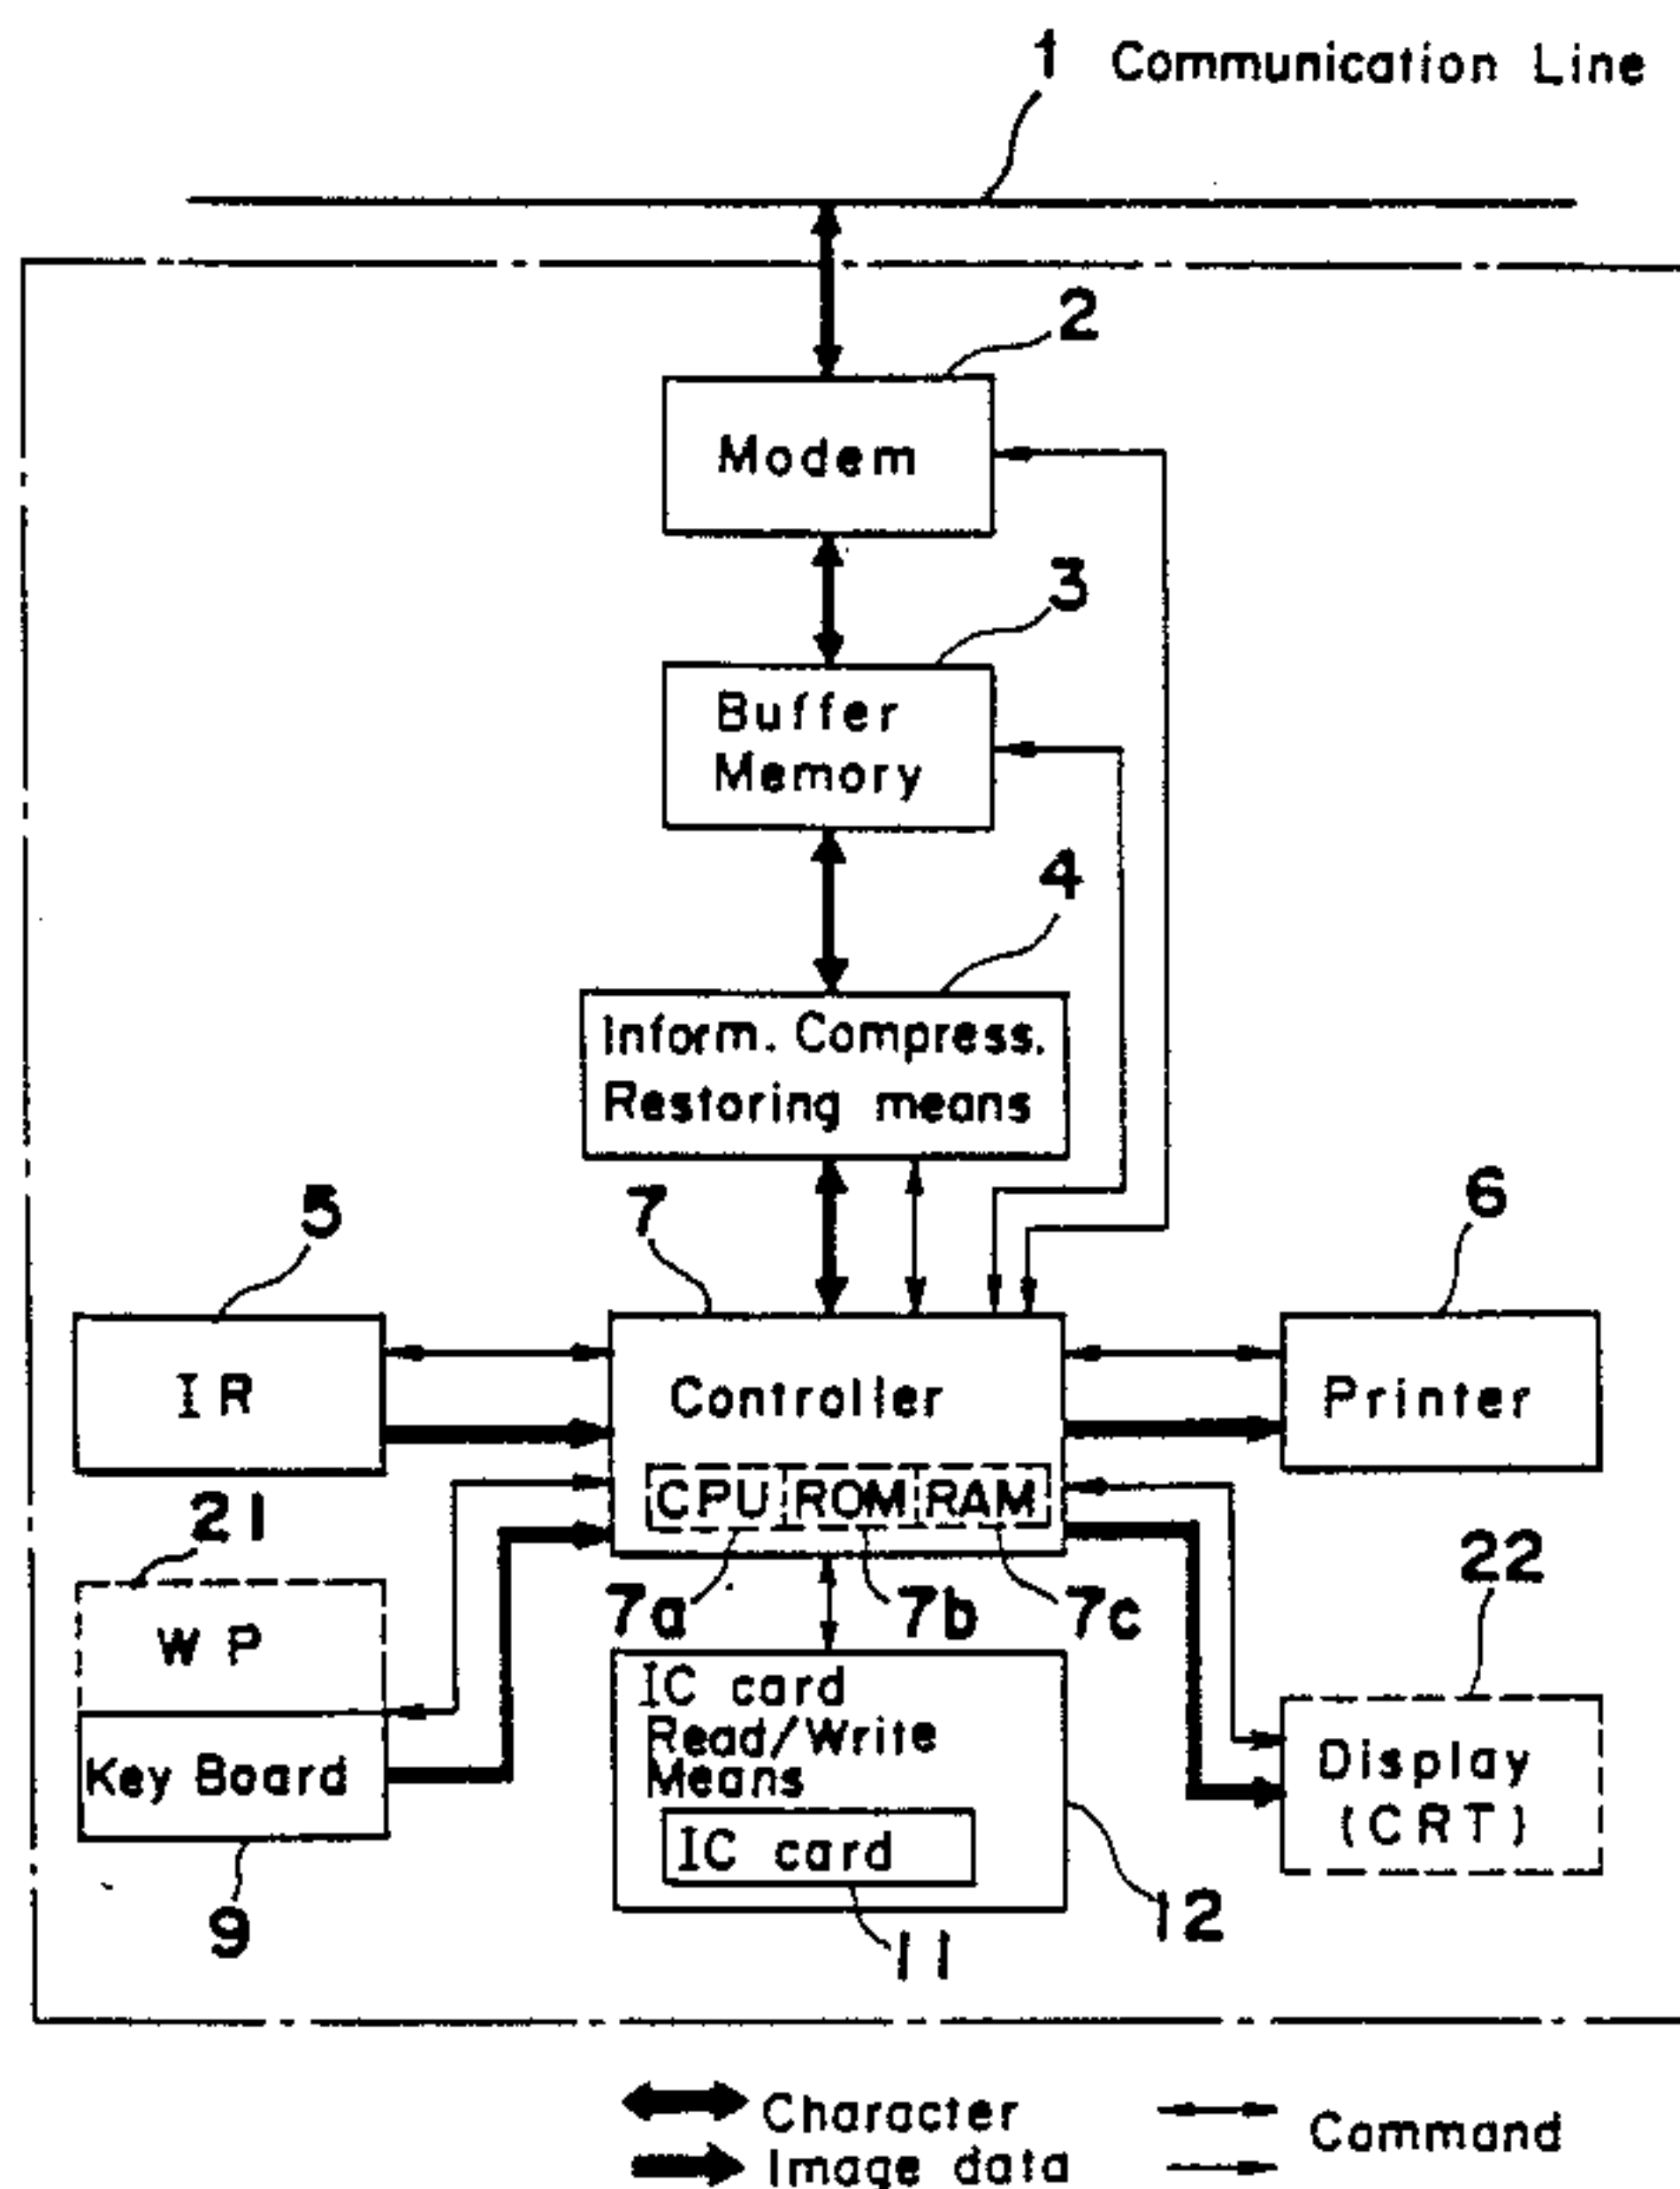 1 Communication Line
2
Modem
3
Buffer
Memory
4
Inform. Compress.
Restoring means
5
7
6
IR
Controller
Printer
CPU ROM RAM
21
7a
7b
7c
22
WP
Key Board
IC card
Read/Write
Means
IC card
Display
(CRT)
9
11
12
Character
Image data
Command